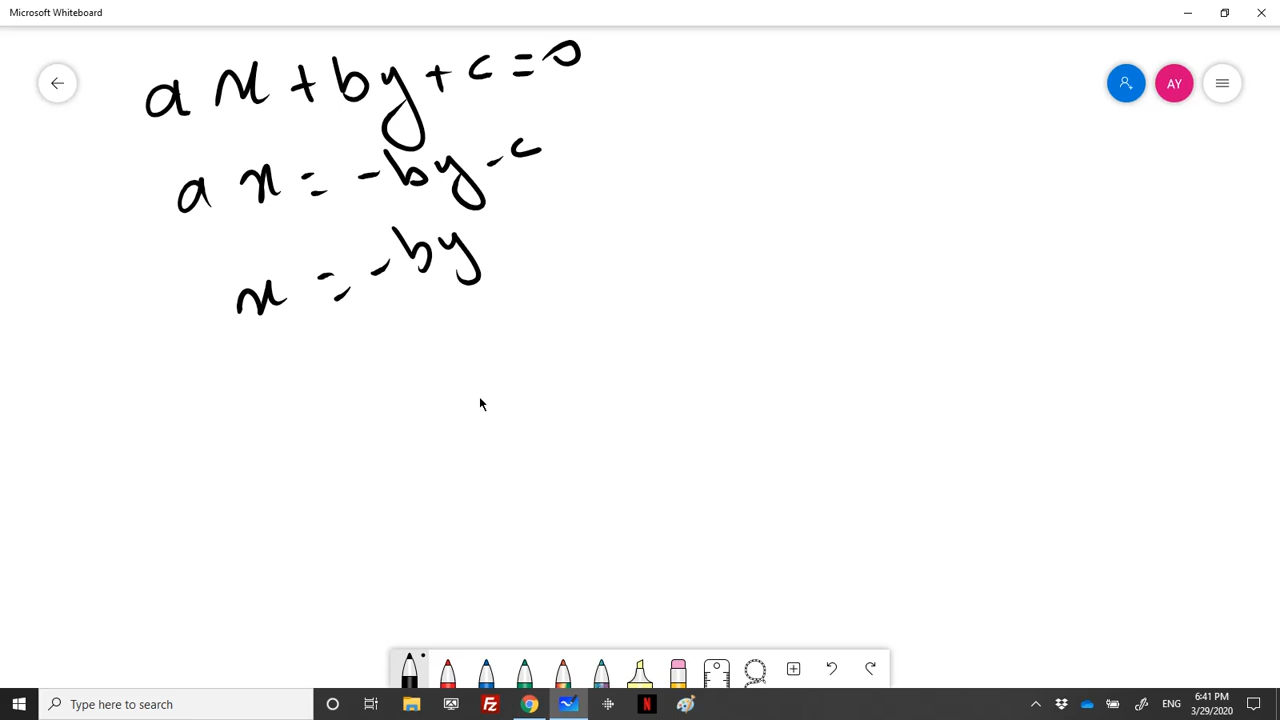 Microsoft Whiteboard
AY
ax+by+c=0
ax=-by-c
x=-by
Type here to search
ENG
6:41 PM
3/29/2020